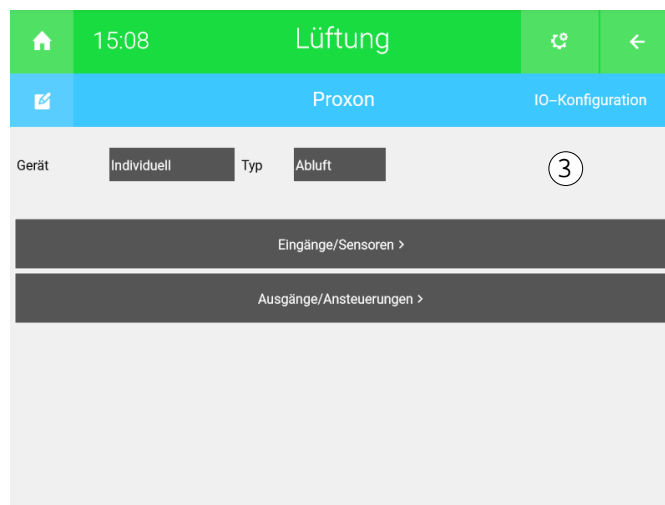 15:08 Lüftung
Proxon IO-Konfiguration
Gerät Individuell Typ Abluft 3
Eingänge/Sensoren >
Ausgänge/Ansteuerungen >